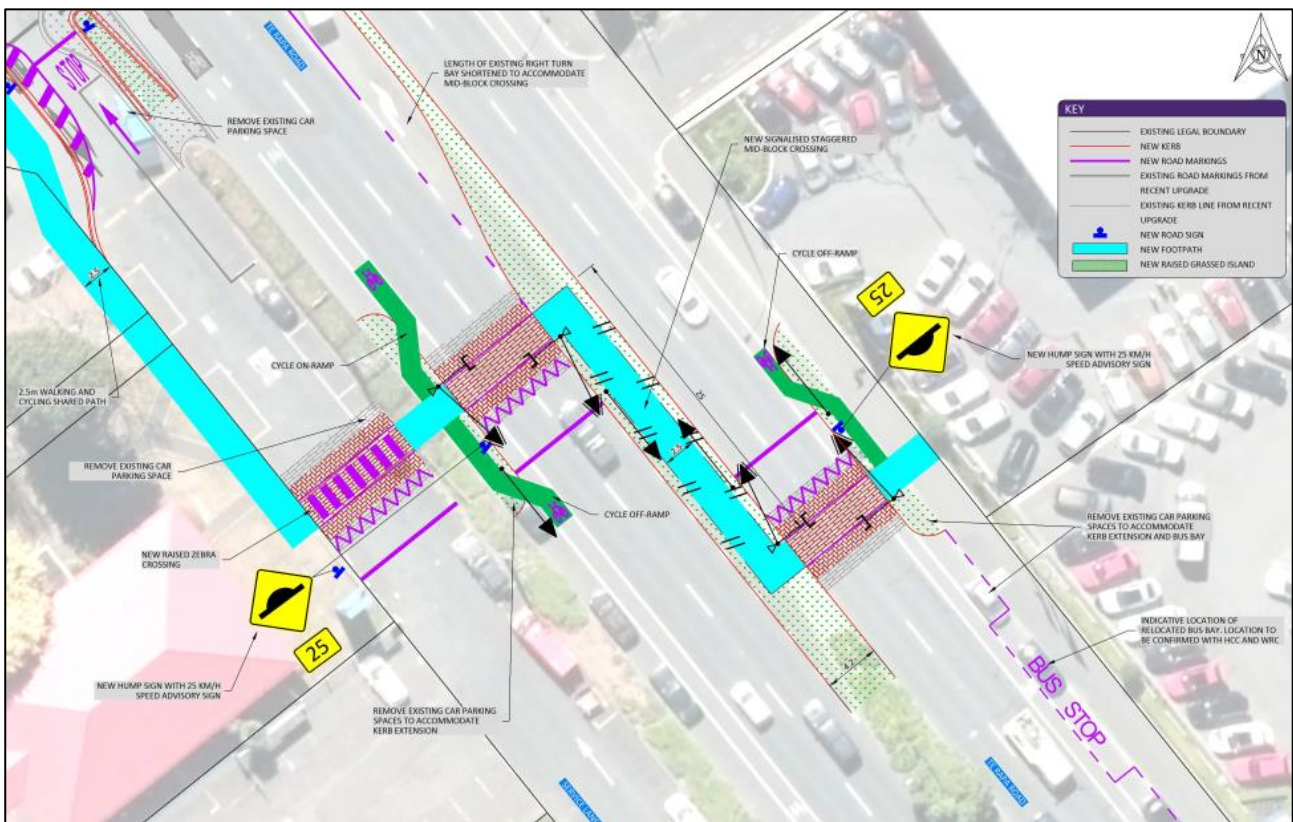 TE RAPA ROAD
STOP
LENGTH OF EXISTING RIGHT TURN
BAY SHORTENED TO ACCOMMODATE
MID-BLOCK CROSSING
REMOVE EXISTING CAR
PARKING SPACE
NEW SIGNALISED STAGGERED
MID-BLOCK CROSSING
N
KEY
EXISTING LEGAL BOUNDARY
NEW KERB
NEW ROAD MARKINGS
EXISTING ROAD MARKINGS FROM
RECENT UPGRADE
EXISTING KERB LINE FROM RECENT
UPGRADE
NEW ROAD SIGN
NEW FOOTPATH
NEW RAISED GRASSED ISLAND
CYCLE OFF-RAMP
25
NEW HUMP SIGN WITH 25 KM/H
SPEED ADVISORY SIGN
2.5
CYCLE ON-RAMP
2.5m WALKING AND
CYCLING SHARED PATH
25
2.5
REMOVE EXISTING CAR
PARKING SPACE
CYCLE OFF-RAMP
REMOVE EXISTING CAR PARKING
SPACES TO ACCOMMODATE
KERB EXTENSION AND BUS BAY
NEW RAISED ZEBRA
CROSSING
25
NEW HUMP SIGN WITH 25 KM/H
SPEED ADVISORY SIGN
INDICATIVE LOCATION OF
RELOCATED BUS BAY. LOCATION TO
BE CONFIRMED WITH HCC AND WRC
BUS STOP
REMOVE EXISTING CAR PARKING
SPACES TO ACCOMMODATE
KERB EXTENSION
TE RAPA ROAD